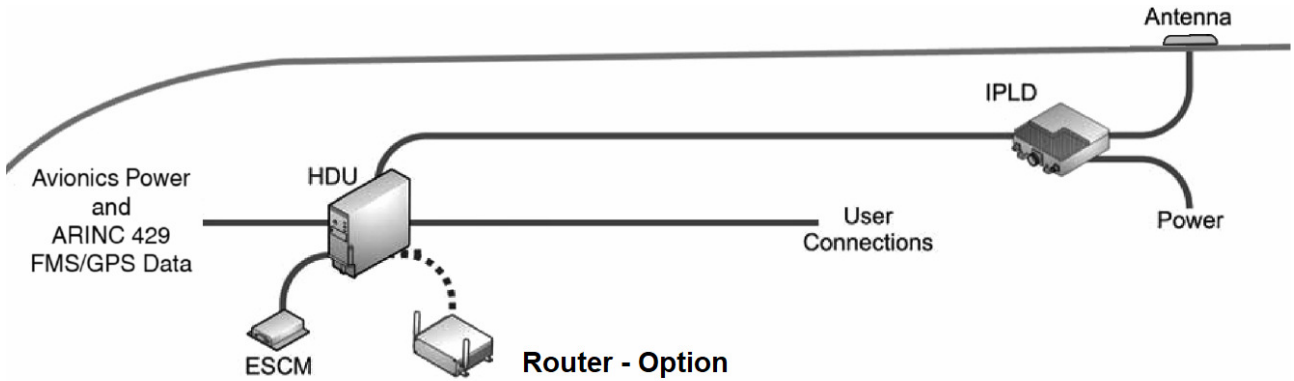 Antenna
IPLD
HDU
Avionics Power
and
ARINC 429
FMS/GPS Data
User
Connections
Power
ESCM
Router - Option